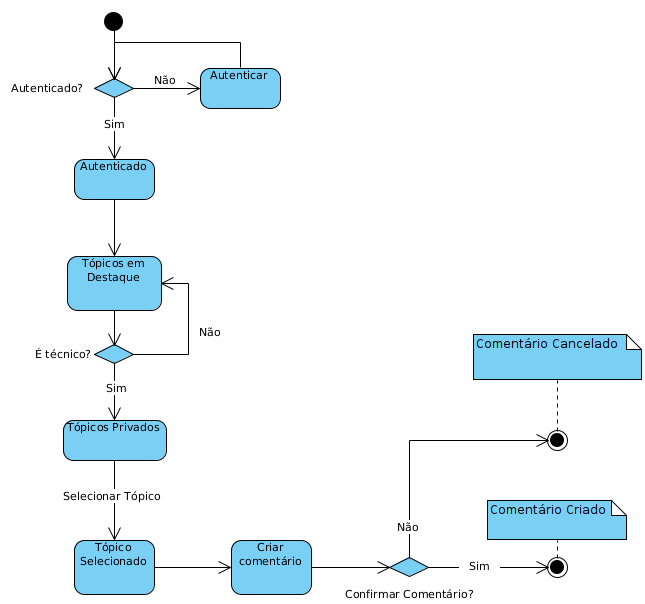 Autenticar
Não
Autenticado?
Sim
Autenticado
Tópicos em
Destaque
Não
É técnico?
Sim
Tópicos Privados
Selecionar Tópico
Tópico
Selecionado
Criar
comentário
Confirmar Comentário?
Não
Comentário Cancelado
Sim
Comentário Criado